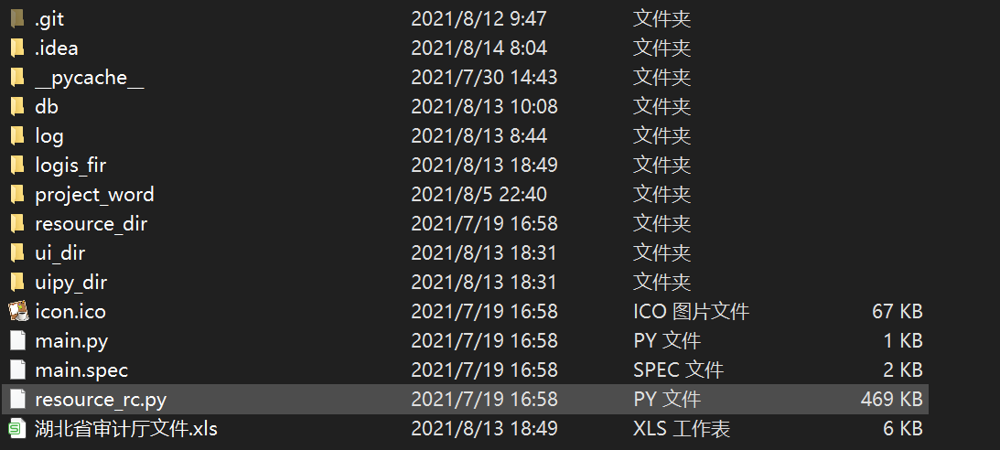 .git 2021/8/12 9:47 文件夹
.idea 2021/8/14 8:04 文件夹
__pycache__ 2021/7/30 14:43 文件夹
db 2021/8/13 10:08 文件夹
log 2021/8/13 8:44 文件夹
logis_fir 2021/8/13 18:49 文件夹
project_word 2021/8/5 22:40 文件夹
resource_dir 2021/7/19 16:58 文件夹
ui_dir 2021/8/13 18:31 文件夹
uipy_dir 2021/8/13 18:31 文件夹
icon.ico 2021/7/19 16:58 ICO 图片文件 67 KB
main.py 2021/7/19 16:58 PY 文件 1 KB
main.spec 2021/7/19 16:58 SPEC 文件 2 KB
resource_rc.py 2021/7/19 16:58 PY 文件 469 KB
湖北省审计厅文件.xls 2021/8/13 18:49 XLS 工作表 6 KB